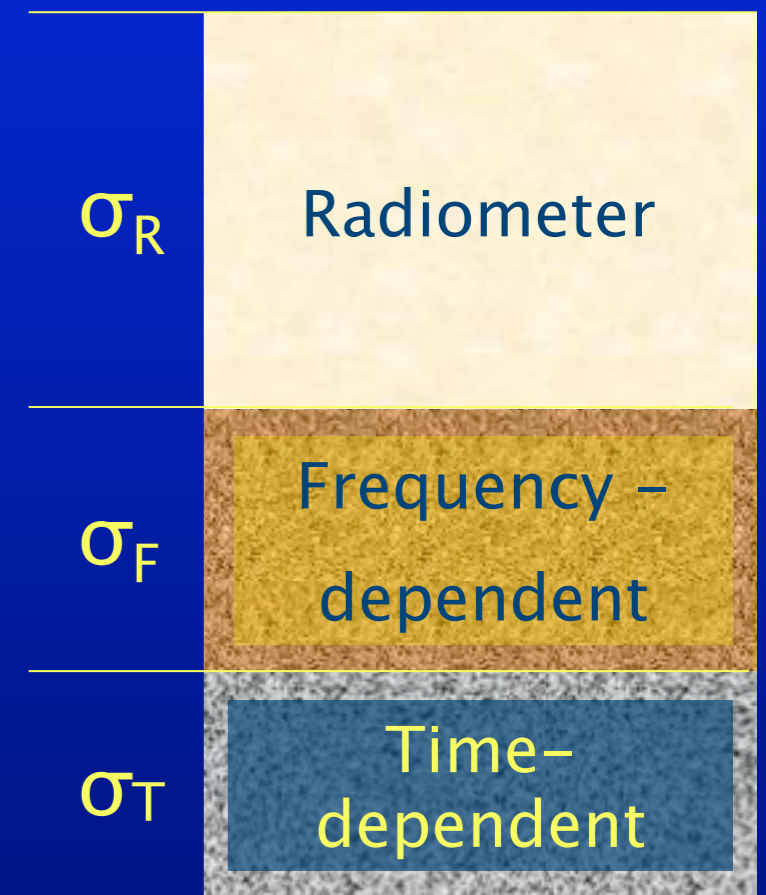 σR
Radiometer
σF
Frequency –
dependent
σT
Time–
dependent